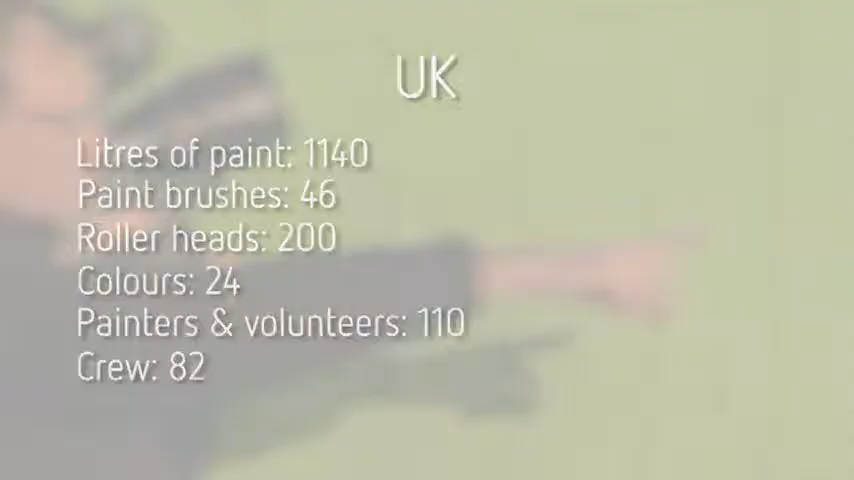 UK
Litres of paint: 1140
Paint brushes: 46
Roller heads: 200
Colours: 24
Painters & volunteers: 110
Crew: 82